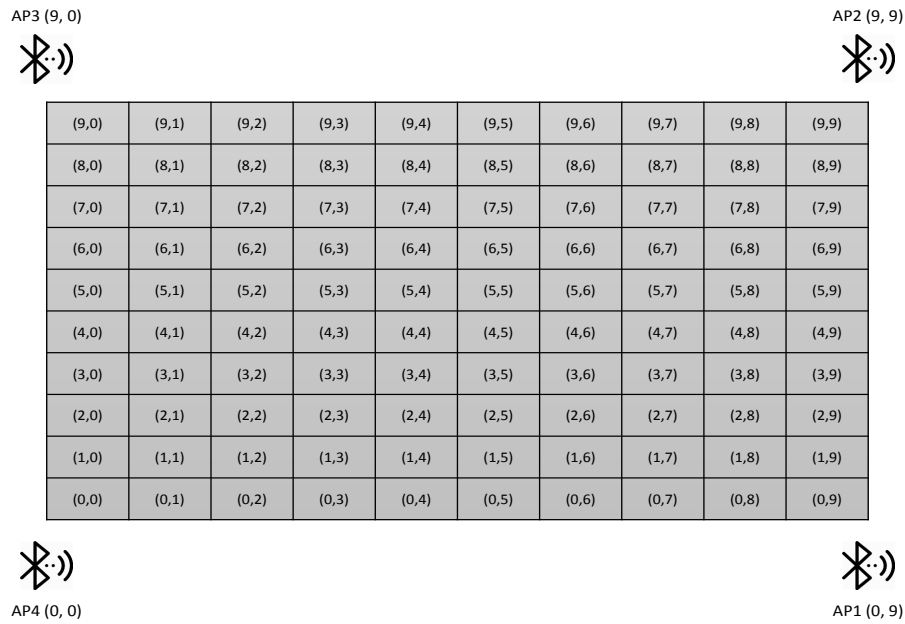 AP3 (9, 0) AP2 (9, 9)
(9,0) (9,1) (9,2) (9,3) (9,4) (9,5) (9,6) (9,7) (9,8) (9,9)
(8,0) (8,1) (8,2) (8,3) (8,4) (8,5) (8,6) (8,7) (8,8) (8,9)
(7,0) (7,1) (7,2) (7,3) (7,4) (7,5) (7,6) (7,7) (7,8) (7,9)
(6,0) (6,1) (6,2) (6,3) (6,4) (6,5) (6,6) (6,7) (6,8) (6,9)
(5,0) (5,1) (5,2) (5,3) (5,4) (5,5) (5,6) (5,7) (5,8) (5,9)
(4,0) (4,1) (4,2) (4,3) (4,4) (4,5) (4,6) (4,7) (4,8) (4,9)
(3,0) (3,1) (3,2) (3,3) (3,4) (3,5) (3,6) (3,7) (3,8) (3,9)
(2,0) (2,1) (2,2) (2,3) (2,4) (2,5) (2,6) (2,7) (2,8) (2,9)
(1,0) (1,1) (1,2) (1,3) (1,4) (1,5) (1,6) (1,7) (1,8) (1,9)
(0,0) (0,1) (0,2) (0,3) (0,4) (0,5) (0,6) (0,7) (0,8) (0,9)
AP4 (0, 0) AP1 (0, 9)